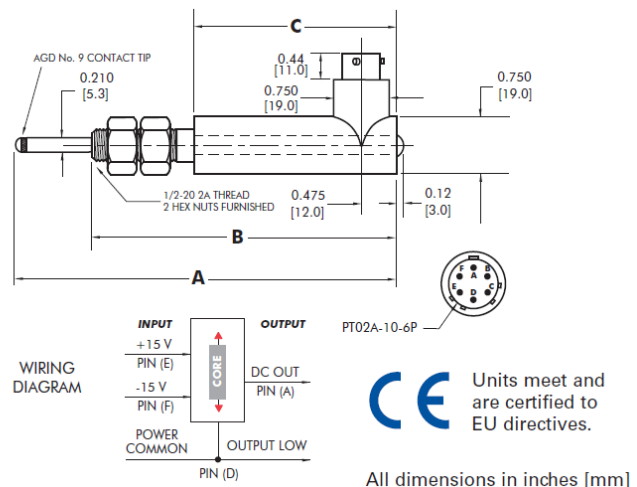 C
AGD No. 9 CONTACT TIP
0.210
[5.3]
0.44
[11.0]
0.750
[19.0]
0.750
[19.0]
1/2-20 2A THREAD
2 HEX NUTS FURNISHED
0.475
[12.0]
0.12
[3.0]
B
A
F
B
A
E
C
D
PT02A-10-6P
INPUT
OUTPUT
+15 V
PIN (E)
-15 V
PIN (F)
CORE
DC OUT
PIN (A)
WIRING
DIAGRAM
POWER
COMMON
OUTPUT LOW
PIN (D)
CE
Units meet and
are certified to
EU directives.
All dimensions in inches [mm]